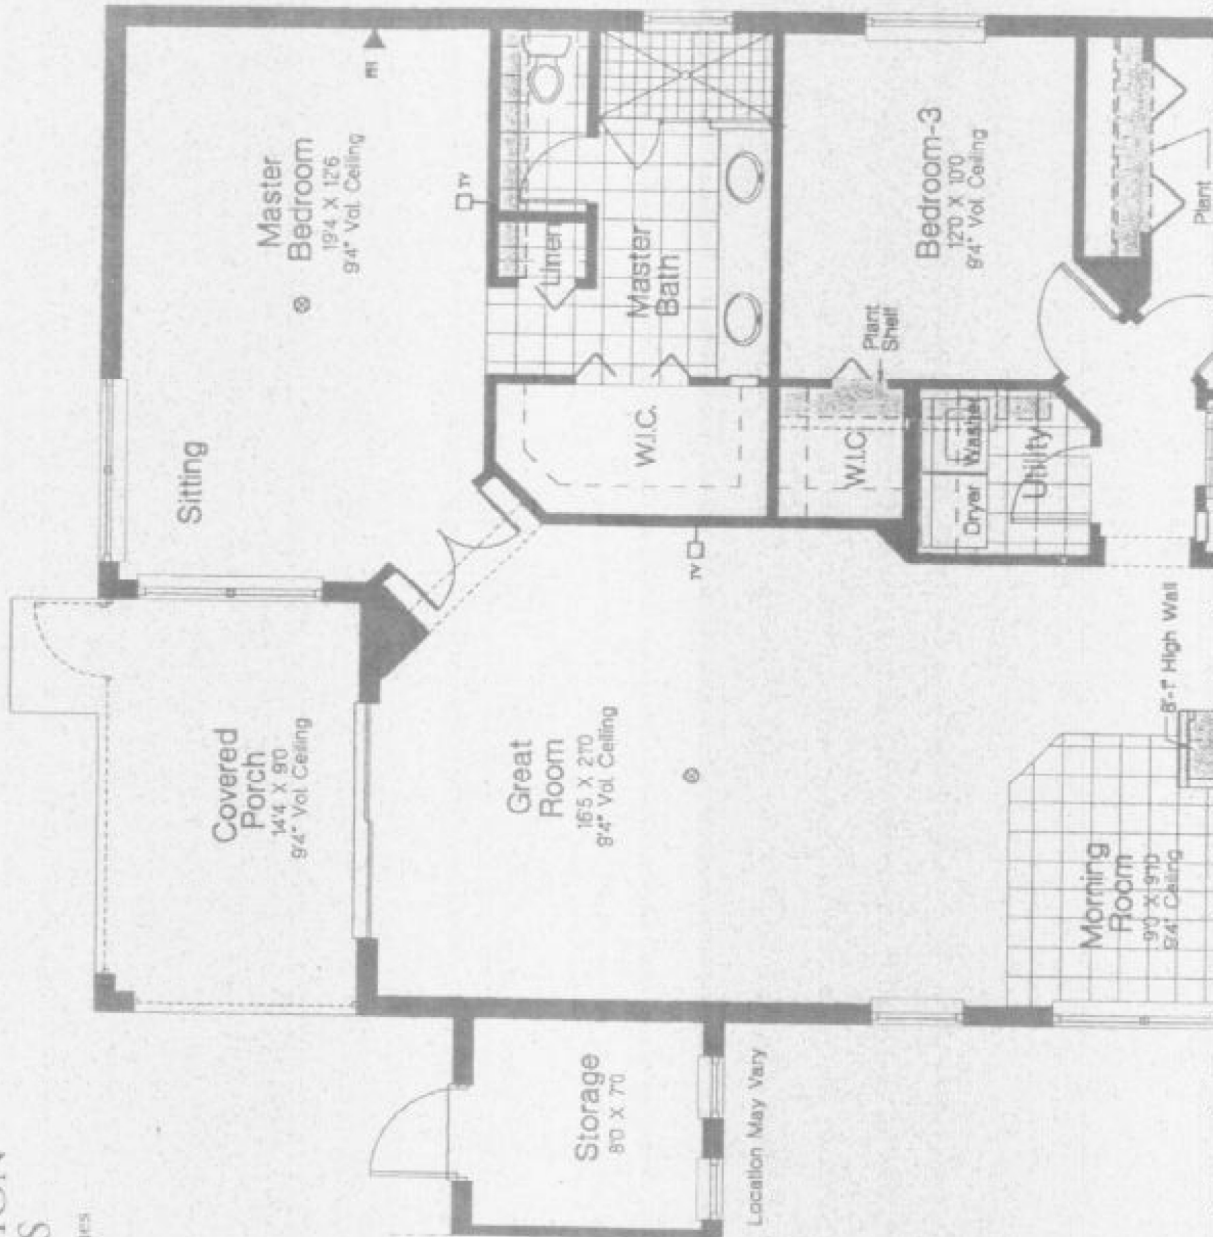 Storage
8'0 X 7'0
Location May Vary
Covered
Porch
14'4 X 9'0
9'4" Vol. Ceiling
Great
Room
16'5 X 21'0
9'4" Vol. Ceiling
Morning
Room
9'0 X 9'10
9'4" Ceiling
8'-1" High Wall
Sitting
Master
Bedroom
19'4 X 12'6
9'4" Vol. Ceiling
TV
TV
W.I.C.
W.I.C.
Linen
Master
Bath
Plant
Shelf
Dryer
Washer
Utility
Bedroom-3
12'0 X 10'0
9'4" Vol. Ceiling
Plant